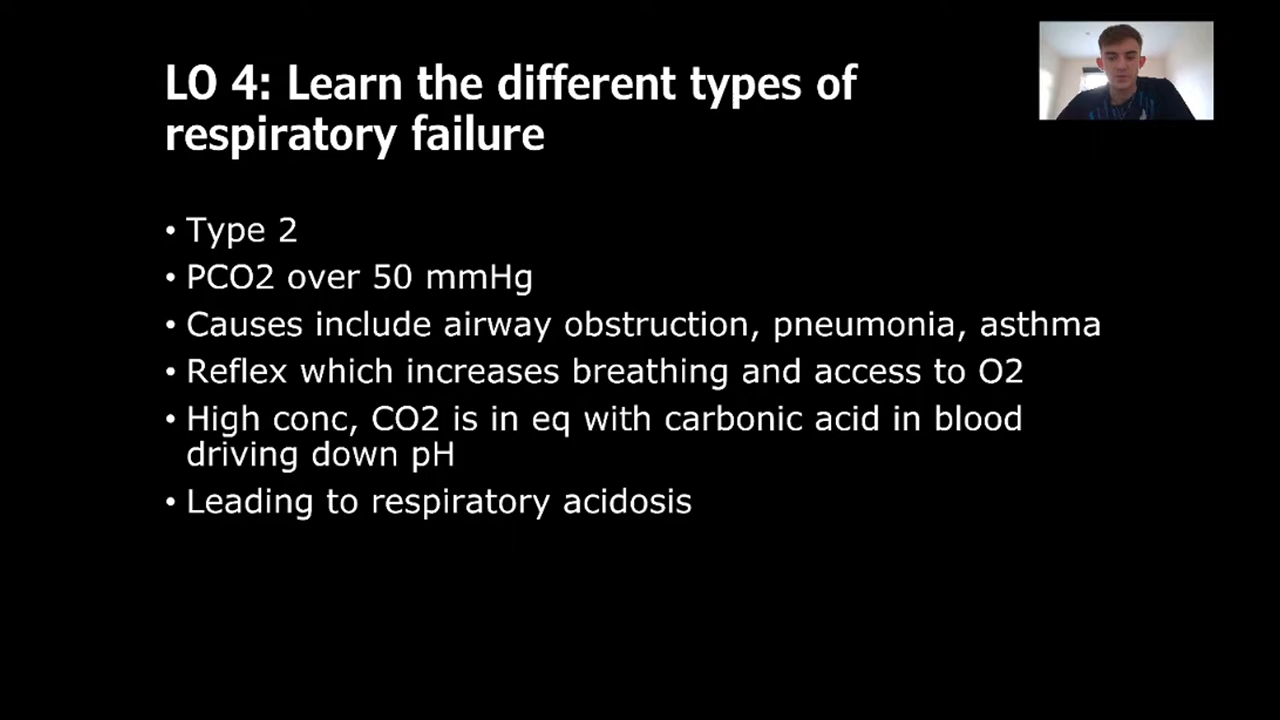 LO 4: Learn the different types of
respiratory failure
• Type 2
• PCO2 over 50 mmHg
• Causes include airway obstruction, pneumonia, asthma
• Reflex which increases breathing and access to O2
• High conc, CO2 is in eq with carbonic acid in blood
driving down pH
• Leading to respiratory acidosis